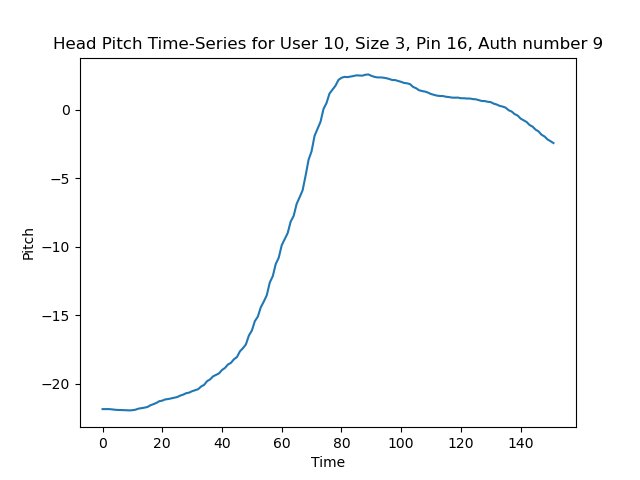 Head Pitch Time-Series for User 10, Size 3, Pin 16, Auth number 9
0
−5
−10
−15
−20
Pitch
0 20 40 60 80 100 120 140
Time